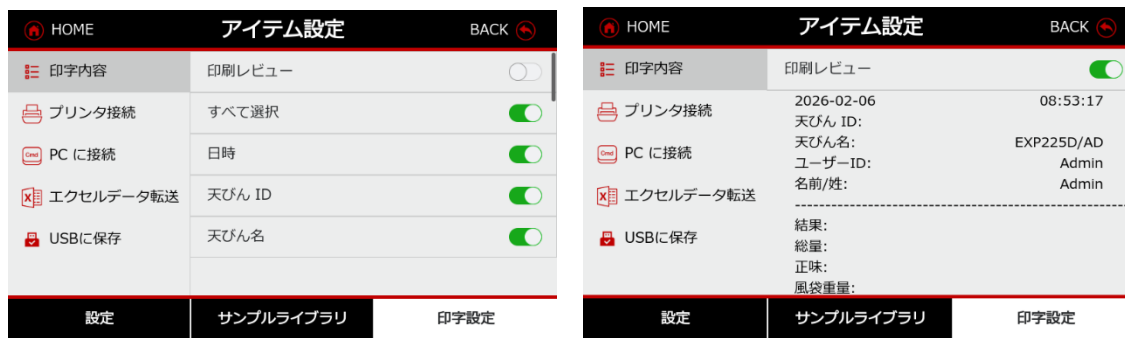 HOME
アイテム設定
BACK
印字内容
プリンタ接続
Cmd
PC に接続
X
エクセルデータ転送
USBに保存
印刷レビュー
すべて選択
日時
天びん ID
天びん名
設定
サンプルライブラリ
印字設定
HOME
アイテム設定
BACK
印字内容
プリンタ接続
Cmd
PC に接続
X
エクセルデータ転送
USBに保存
印刷レビュー
2026-02-06 08:53:17
天びん ID:
天びん名: EXP225D/AD
ユーザーID: Admin
名前/姓: Admin
--------------------------------------------------
結果:
総量:
正味:
風袋重量:
設定
サンプルライブラリ
印字設定